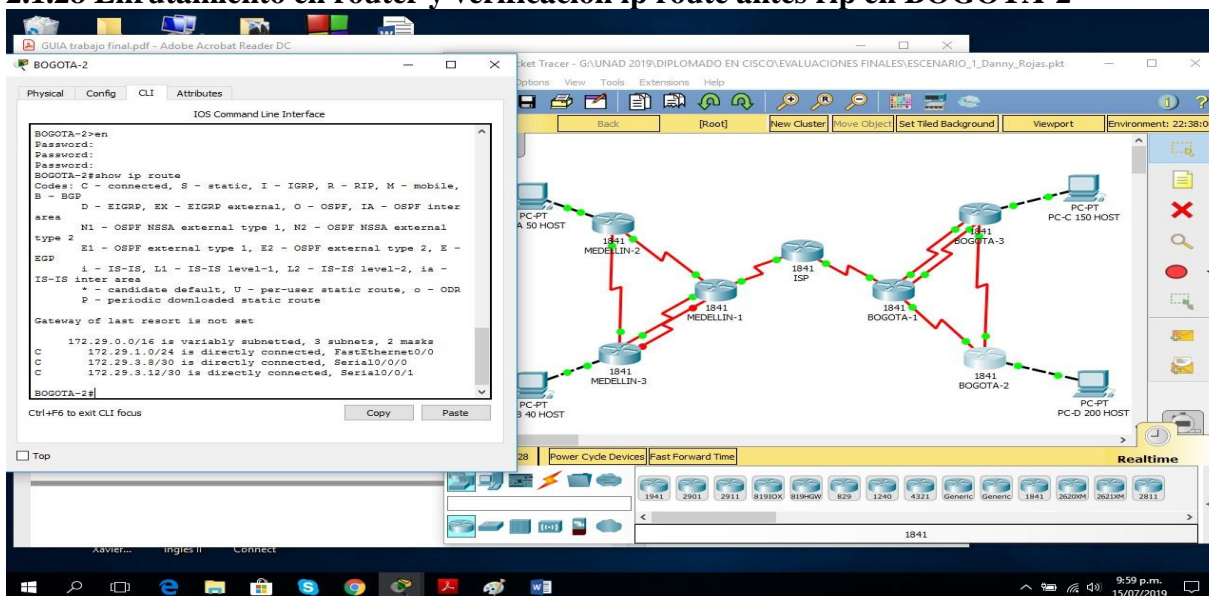 2.1.28 Enrutamiento en router y verificación ip route antes rip en BOGOTA-2
GUIA trabajo final.pdf - Adobe Acrobat Reader DC
BOGOTA-2
Physical Config CLI Attributes
IOS Command Line Interface
BOGOTA-2>en
Password:
Password:
Password:
BOGOTA-2#show ip route
Codes: C - connected, S - static, I - IGRP, R - RIP, M - mobile,
B - BGP
D - EIGRP, EX - EIGRP external, O - OSPF, IA - OSPF inter
area
N1 - OSPF NSSA external type 1, N2 - OSPF NSSA external
type 2
E1 - OSPF external type 1, E2 - OSPF external type 2, E -
EGP
i - IS-IS, L1 - IS-IS level-1, L2 - IS-IS level-2, ia -
IS-IS inter area
* - candidate default, U - per-user static route, o - ODR
P - periodic downloaded static route
Gateway of last resort is not set
172.29.0.0/16 is variably subnetted, 3 subnets, 2 masks
C 172.29.1.0/24 is directly connected, FastEthernet0/0
C 172.29.3.8/30 is directly connected, Serial0/0/0
C 172.29.3.12/30 is directly connected, Serial0/0/1
BOGOTA-2#
Ctrl+F6 to exit CLI focus
Copy Paste
Top
cket Tracer - G:\UNAD 2019\DIPLOMADO EN CISCO\EVALUACIONES FINALES\ESCENARIO_1_Danny_Rojas.pkt
Options View Tools Extensions Help
Back [Root] New Cluster Move Object Set Tiled Background Viewport Environment: 22:38:0
PC-PT
A 50 HOST
1841
MEDELLIN-2
1841
MEDELLIN-1
1841
MEDELLIN-3
PC-PT
B 40 HOST
1841
ISP
1841
BOGOTA-1
1841
BOGOTA-3
PC-PT
PC-C 150 HOST
1841
BOGOTA-2
PC-PT
PC-D 200 HOST
28 Power Cycle Devices Fast Forward Time
Realtime
1941 2901 2911 819IOX 819HGW 829 1240 4321 Generic Generic 1841 2620XM 2621XM 2811
1841
Xavier... Ingles II Connect
9:59 p.m.
15/07/2019